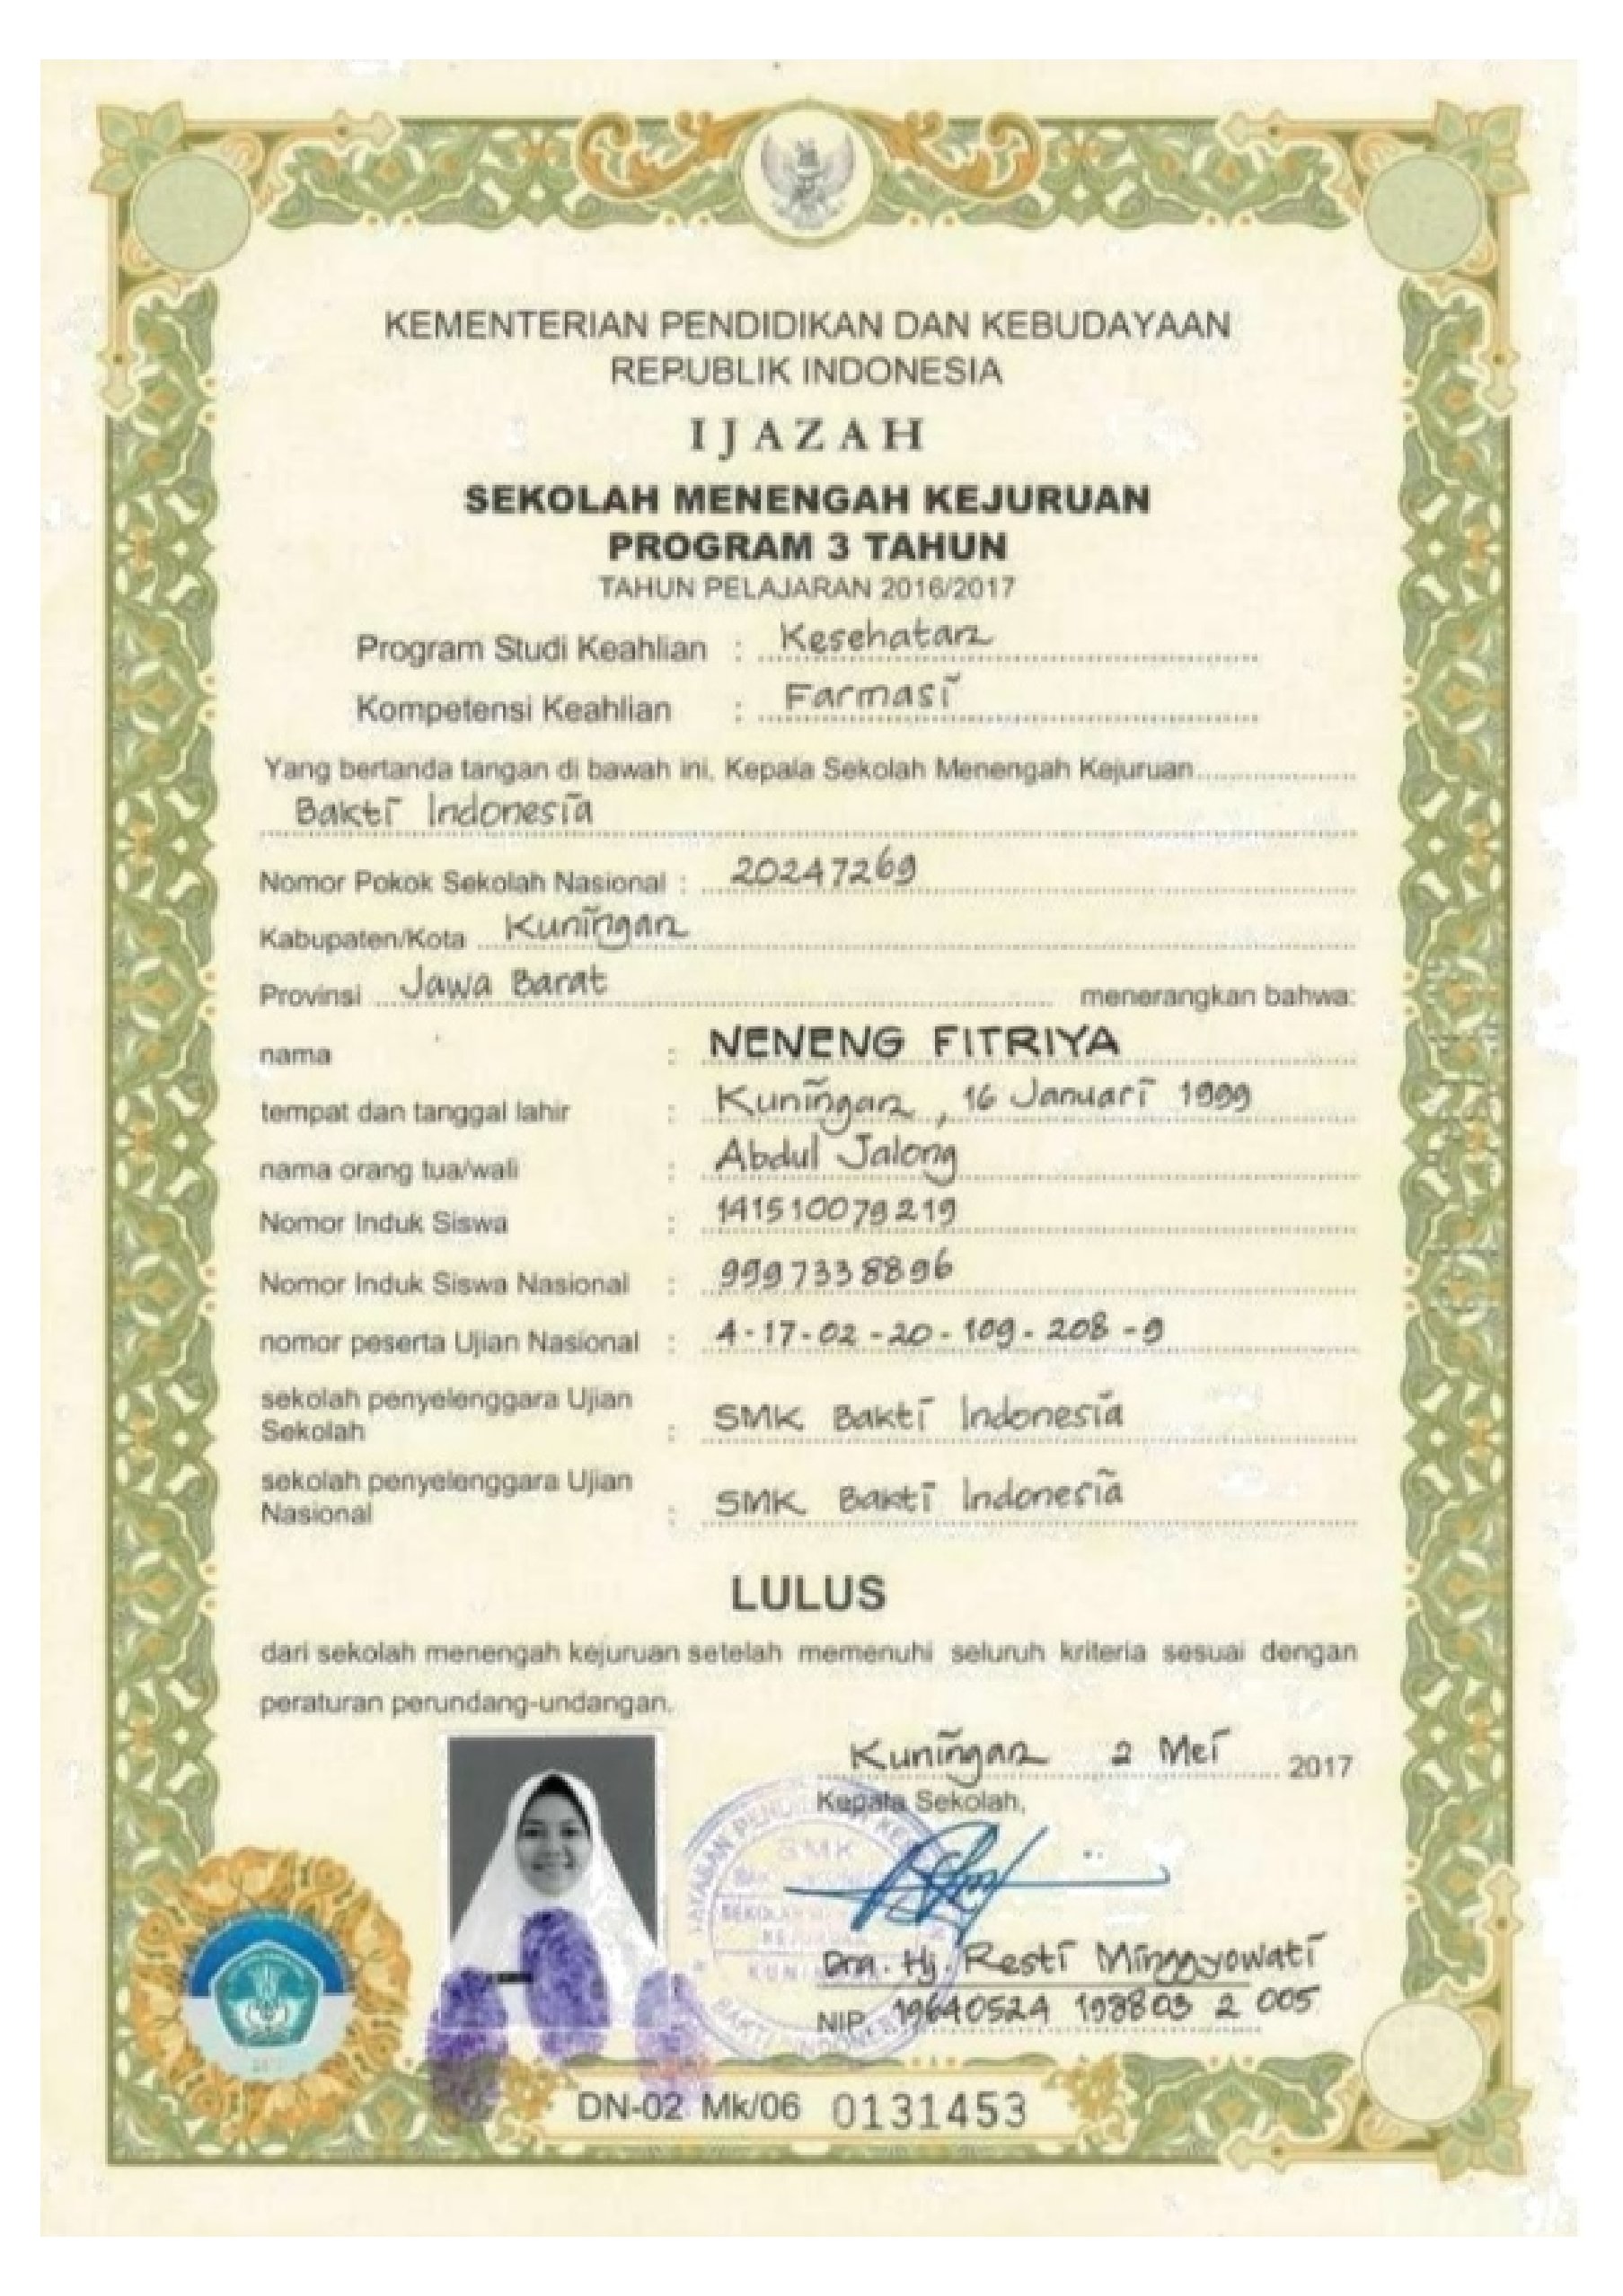 KEMENTERIAN PENDIDIKAN DAN KEBUDAYAAN
REPUBLIK INDONESIA
IJAZAH
SEKOLAH MENENGAH KEJURUAN
PROGRAM 3 TAHUN
TAHUN PELAJARAN 2016/2017
Program Studi Keahlian : Kesehatan
Kompetensi Keahlian : Farmasi
Yang bertanda tangan di bawah ini, Kepala Sekolah Menengah Kejuruan
Bakti Indonesia
Nomor Pokok Sekolah Nasional : 20247269
Kabupaten/Kota Kuningan
Provinsi Jawa Barat menerangkan bahwa:
nama : NENENG FITRIYA
tempat dan tanggal lahir : Kuningan, 16 Januari 1999
nama orang tua/wali : Abdul Jalong
Nomor Induk Siswa : 141510079219
Nomor Induk Siswa Nasional : 9997338896
nomor peserta Ujian Nasional : 4-17-02-20-109-208-9
sekolah penyelenggara Ujian
Sekolah : SMK Bakti Indonesia
sekolah penyelenggara Ujian
Nasional : SMK Bakti Indonesia
LULUS
dari sekolah menengah kejuruan setelah memenuhi seluruh kriteria sesuai dengan
peraturan perundang-undangan.
Kuningan 2 Mei 2017
Kepala Sekolah,
SMK
KUNINGAN
BAKTI INDONESIA
Dra. Hj. Resti Minggyowati
NIP. 19640524 198803 2 005
DN-02 Mk/06 0131453